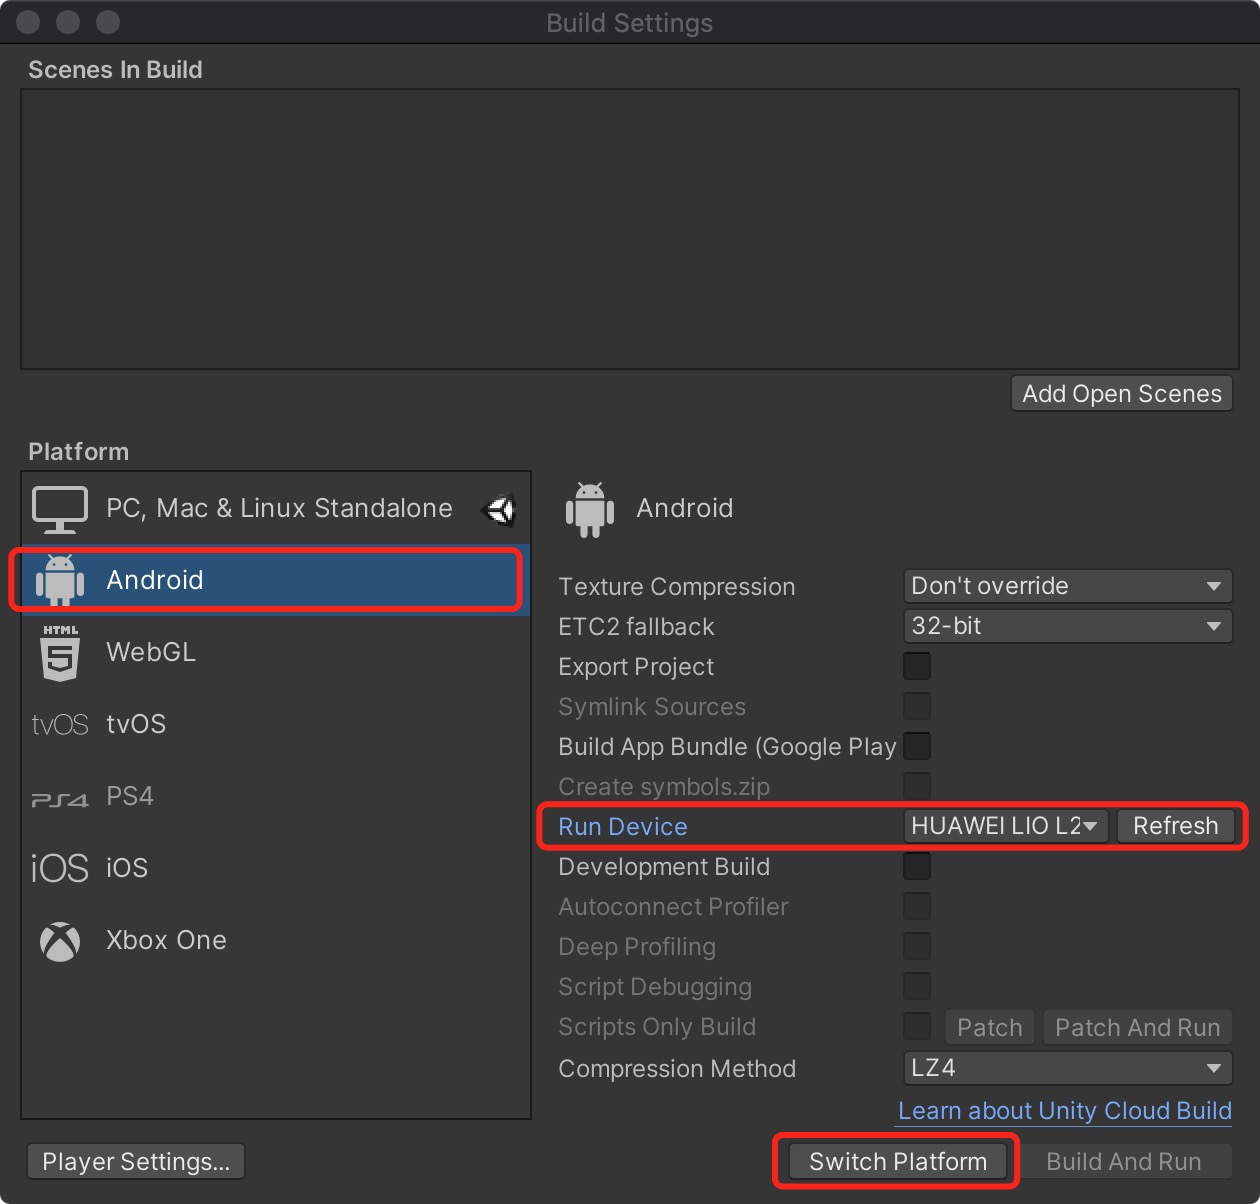 Build Settings
Scenes In Build
Add Open Scenes
Platform
PC, Mac & Linux Standalone
Android
HTML
5
WebGL
tvOS tvOS
PS4 PS4
iOS iOS
Xbox One
Android
Texture Compression Don't override
ETC2 fallback 32-bit
Export Project
Symlink Sources
Build App Bundle (Google Play
Create symbols.zip
Run Device HUAWEI LIO L2 Refresh
Development Build
Autoconnect Profiler
Deep Profiling
Script Debugging
Scripts Only Build Patch Patch And Run
Compression Method LZ4
Learn about Unity Cloud Build
Player Settings... Switch Platform Build And Run